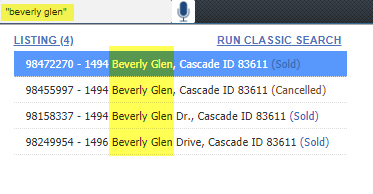 "beverly glen"
LISTING (4) RUN CLASSIC SEARCH
98472270 - 1494 Beverly Glen, Cascade ID 83611 (Sold)
98455997 - 1494 Beverly Glen, Cascade ID 83611 (Cancelled)
98158337 - 1494 Beverly Glen Dr., Cascade ID 83611 (Sold)
98249954 - 1496 Beverly Glen Drive, Cascade ID 83611 (Sold)